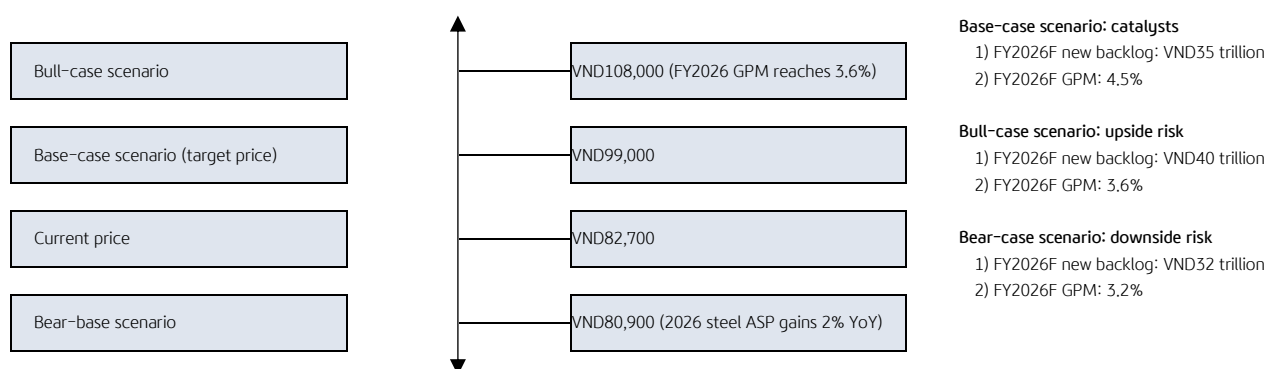 Bull-case scenario
VND108,000 (FY2026 GPM reaches 3.6%)
Base-case scenario (target price)
VND99,000
Current price
VND82,700
Bear-base scenario
VND80,900 (2026 steel ASP gains 2% YoY)
Base-case scenario: catalysts
1) FY2026F new backlog: VND35 trillion
2) FY2026F GPM: 4.5%
Bull-case scenario: upside risk
1) FY2026F new backlog: VND40 trillion
2) FY2026F GPM: 3.6%
Bear-case scenario: downside risk
1) FY2026F new backlog: VND32 trillion
2) FY2026F GPM: 3.2%